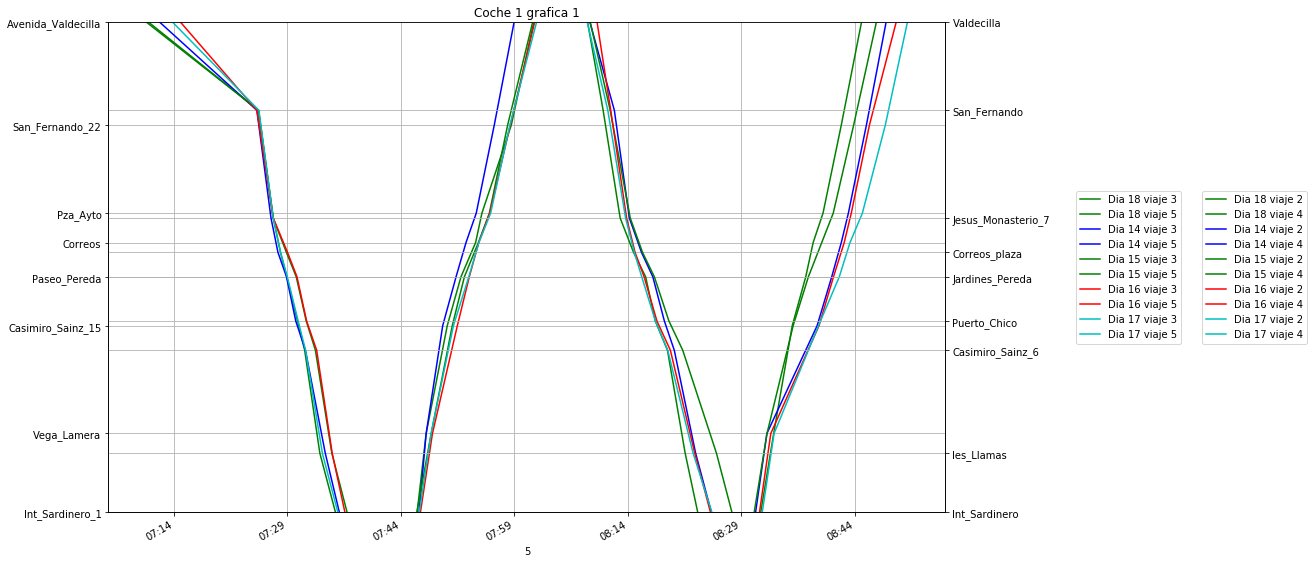 Coche 1 grafica 1
Avenida_Valdecilla
San_Fernando_22
Pza_Ayto
Correos
Paseo_Pereda
Casimiro_Sainz_15
Vega_Lamera
Int_Sardinero_1
Valdecilla
San_Fernando
Jesus_Monasterio_7
Correos_plaza
Jardines_Pereda
Puerto_Chico
Casimiro_Sainz_6
Ies_Llamas
Int_Sardinero
07:14
07:29
07:44
07:59
08:14
08:29
08:44
5
Dia 18 viaje 3
Dia 18 viaje 5
Dia 14 viaje 3
Dia 14 viaje 5
Dia 15 viaje 3
Dia 15 viaje 5
Dia 16 viaje 3
Dia 16 viaje 5
Dia 17 viaje 3
Dia 17 viaje 5
Dia 18 viaje 2
Dia 18 viaje 4
Dia 14 viaje 2
Dia 14 viaje 4
Dia 15 viaje 2
Dia 15 viaje 4
Dia 16 viaje 2
Dia 16 viaje 4
Dia 17 viaje 2
Dia 17 viaje 4